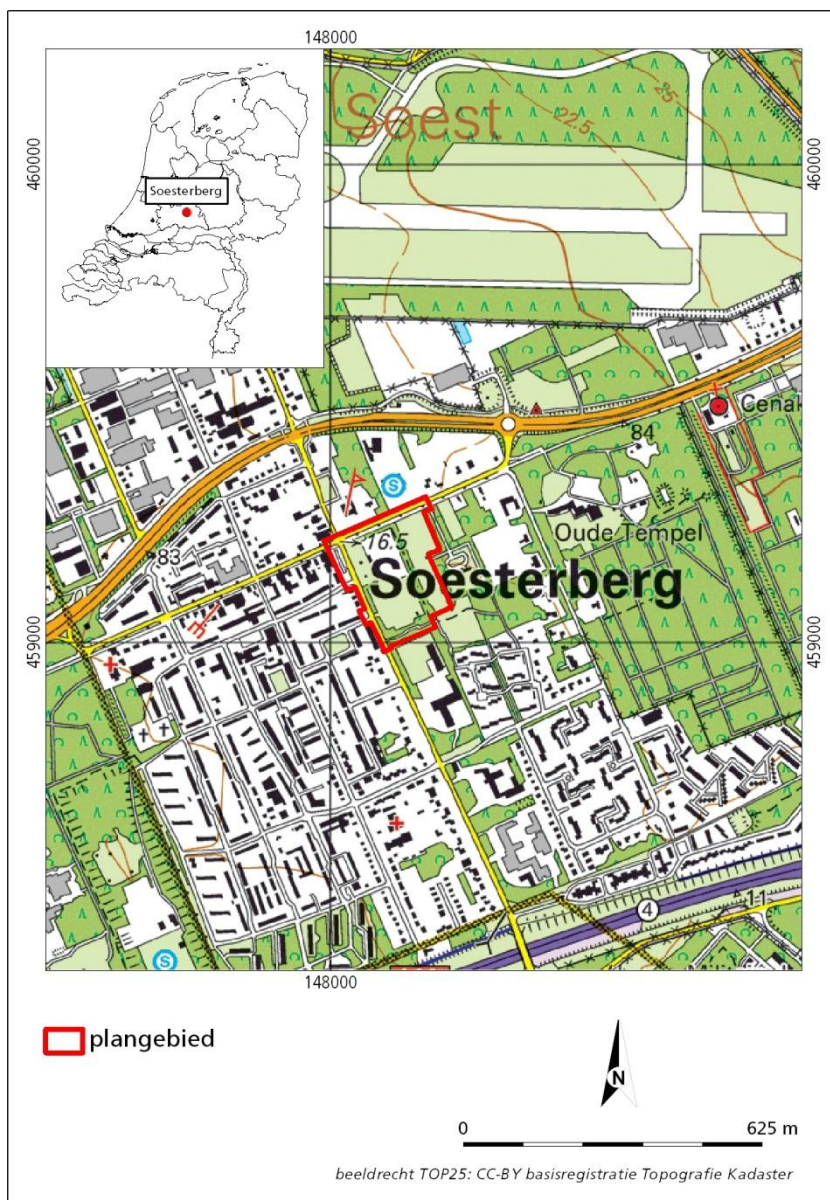 148000
460000
460000
Soesterberg
Soest
22.5
25
Cenak
84
S
Oude Tempel
16.5
83
Soesterberg
459000
459000
4
11
S
148000
plangebied
N
0 625 m
beeldrecht TOP25: CC-BY basisregistratie Topografie Kadaster